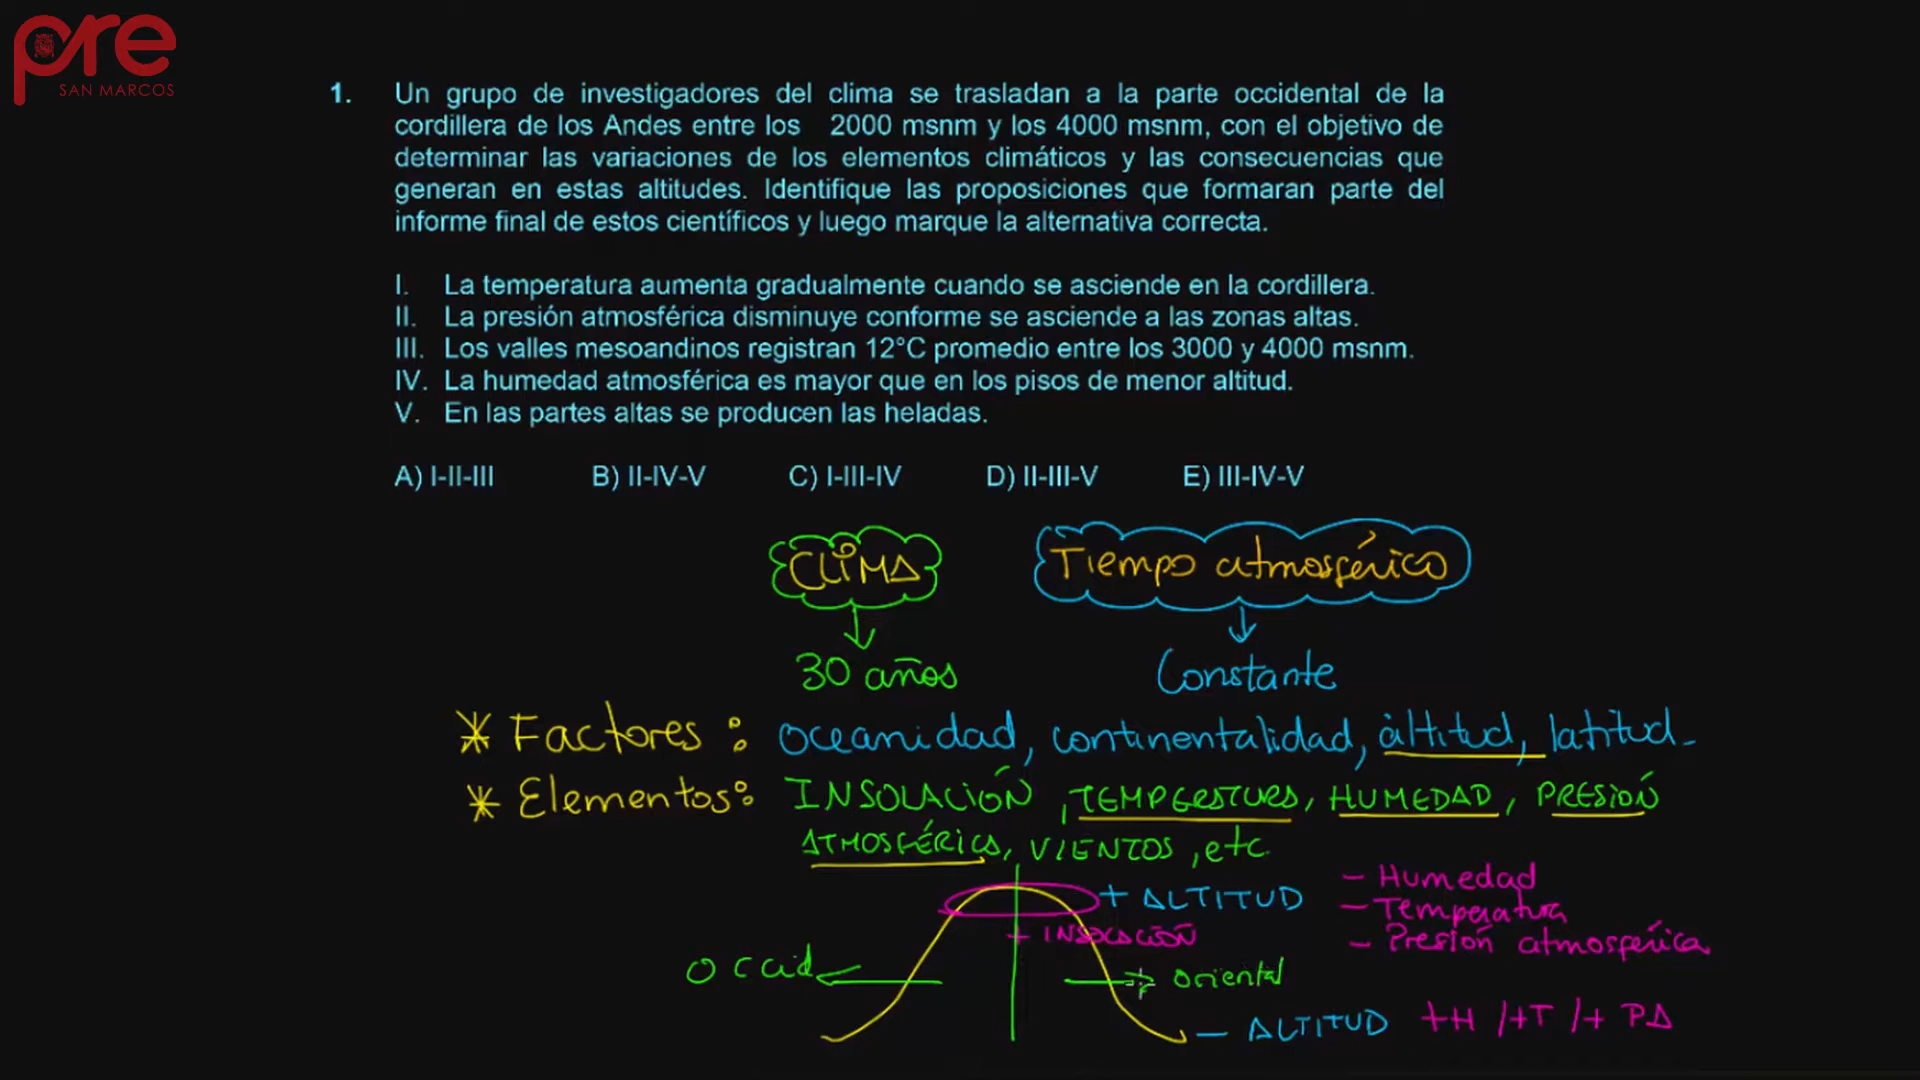 pre
SAN MARCOS
1. Un grupo de investigadores del clima se trasladan a la parte occidental de la
cordillera de los Andes entre los 2000 msnm y los 4000 msnm, con el objetivo de
determinar las variaciones de los elementos climáticos y las consecuencias que
generan en estas altitudes. Identifique las proposiciones que formaran parte del
informe final de estos científicos y luego marque la alternativa correcta.
I. La temperatura aumenta gradualmente cuando se asciende en la cordillera.
II. La presión atmosférica disminuye conforme se asciende a las zonas altas.
III. Los valles mesoandinos registran 12°C promedio entre los 3000 y 4000 msnm.
IV. La humedad atmosférica es mayor que en los pisos de menor altitud.
V. En las partes altas se producen las heladas.
A) I-II-III B) II-IV-V C) I-III-IV D) II-III-V E) III-IV-V
CLIMA Tiempo atmosférico
30 años Constante
* Factores: oceanidad, continentalidad, altitud, latitud-
* Elementos: INSOLACIÓN, TEMPERATURA, HUMEDAD, PRESIÓN
ATMOSFÉRICA, VIENTOS, etc.
+ ALTITUD - Humedad
- Temperatura
+ INSOLACIÓN - Presión atmosférica
Occid Oriental
- ALTITUD +H /+T /+ PA